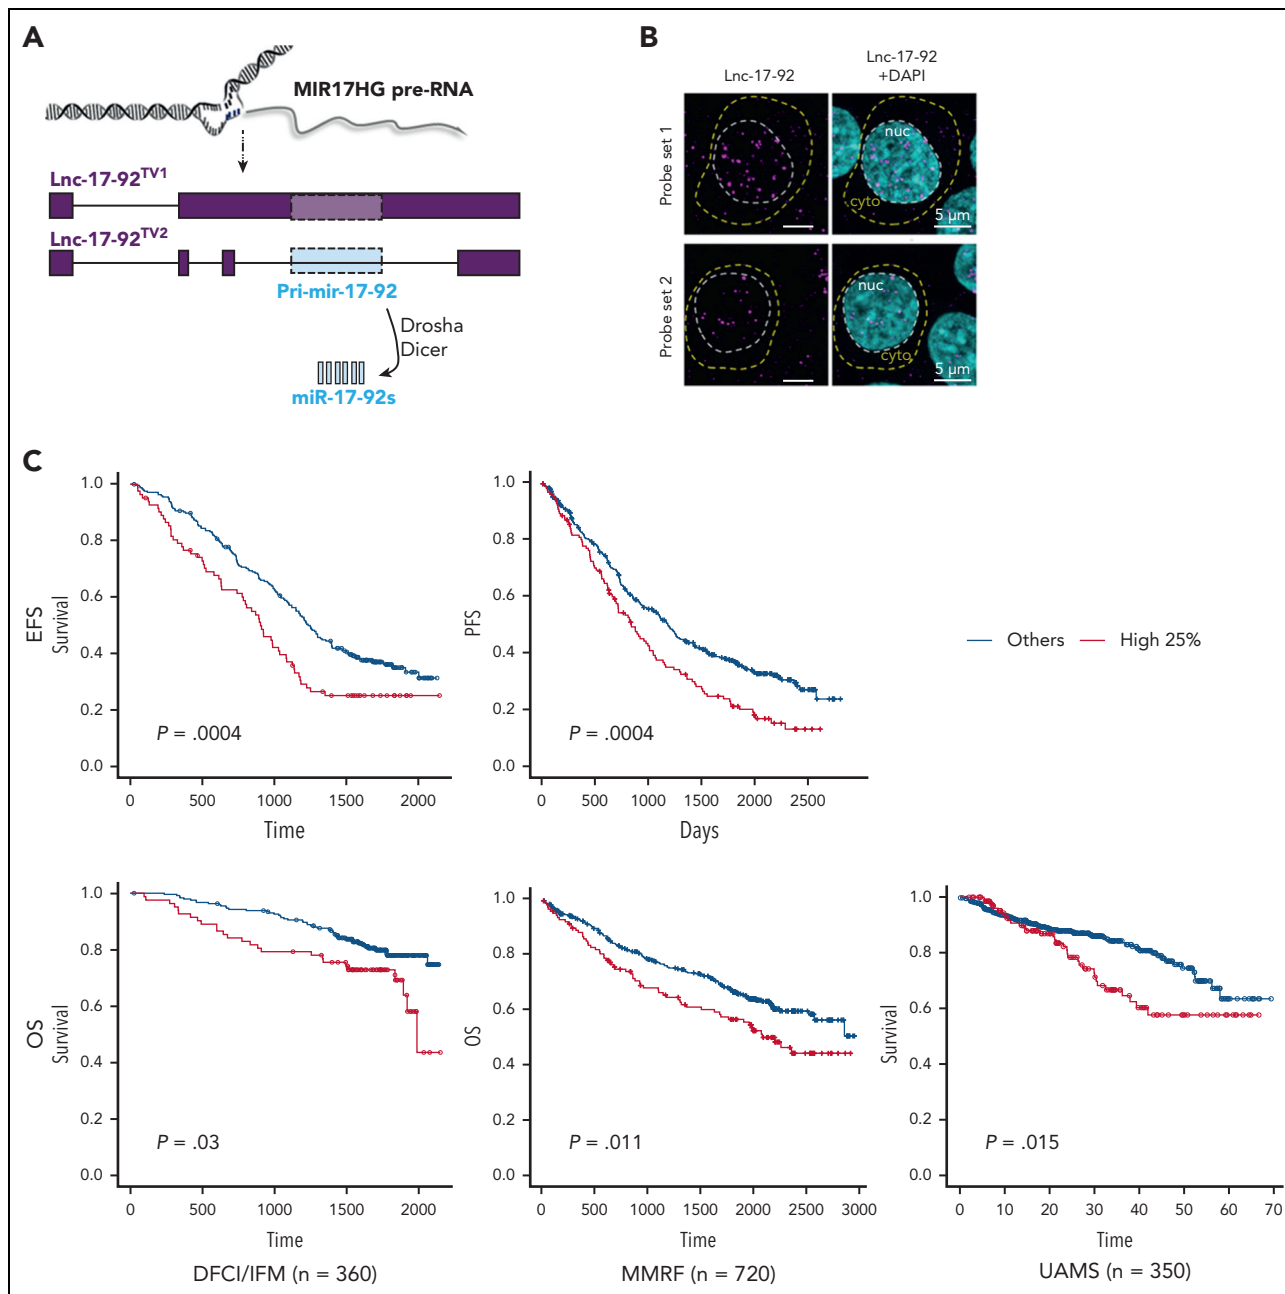 A
MIR17HG pre-RNA
Lnc-17-92TV1
Lnc-17-92TV2
Pri-mir-17-92
Drosha
Dicer
miR-17-92s
B
Lnc-17-92
Lnc-17-92
+DAPI
Probe set 1
nuc
cyto
5 µm
Probe set 2
nuc
cyto
5 µm
C
EFS
Survival
1.0
0.8
0.6
0.4
0.2
0.0
P = .0004
0 500 1000 1500 2000
Time
PFS
1.0
0.8
0.6
0.4
0.2
0.0
P = .0004
0 500 1000 1500 2000 2500
Days
Others High 25%
OS
Survival
1.0
0.8
0.6
0.4
0.2
0.0
P = .03
0 500 1000 1500 2000
Time
DFCI/IFM (n = 360)
OS
1.0
0.8
0.6
0.4
0.2
0.0
P = .011
0 500 1000 1500 2000 2500 3000
Time
MMRF (n = 720)
Survival
1.0
0.8
0.6
0.4
0.2
0.0
P = .015
0 10 20 30 40 50 60 70
Time
UAMS (n = 350)